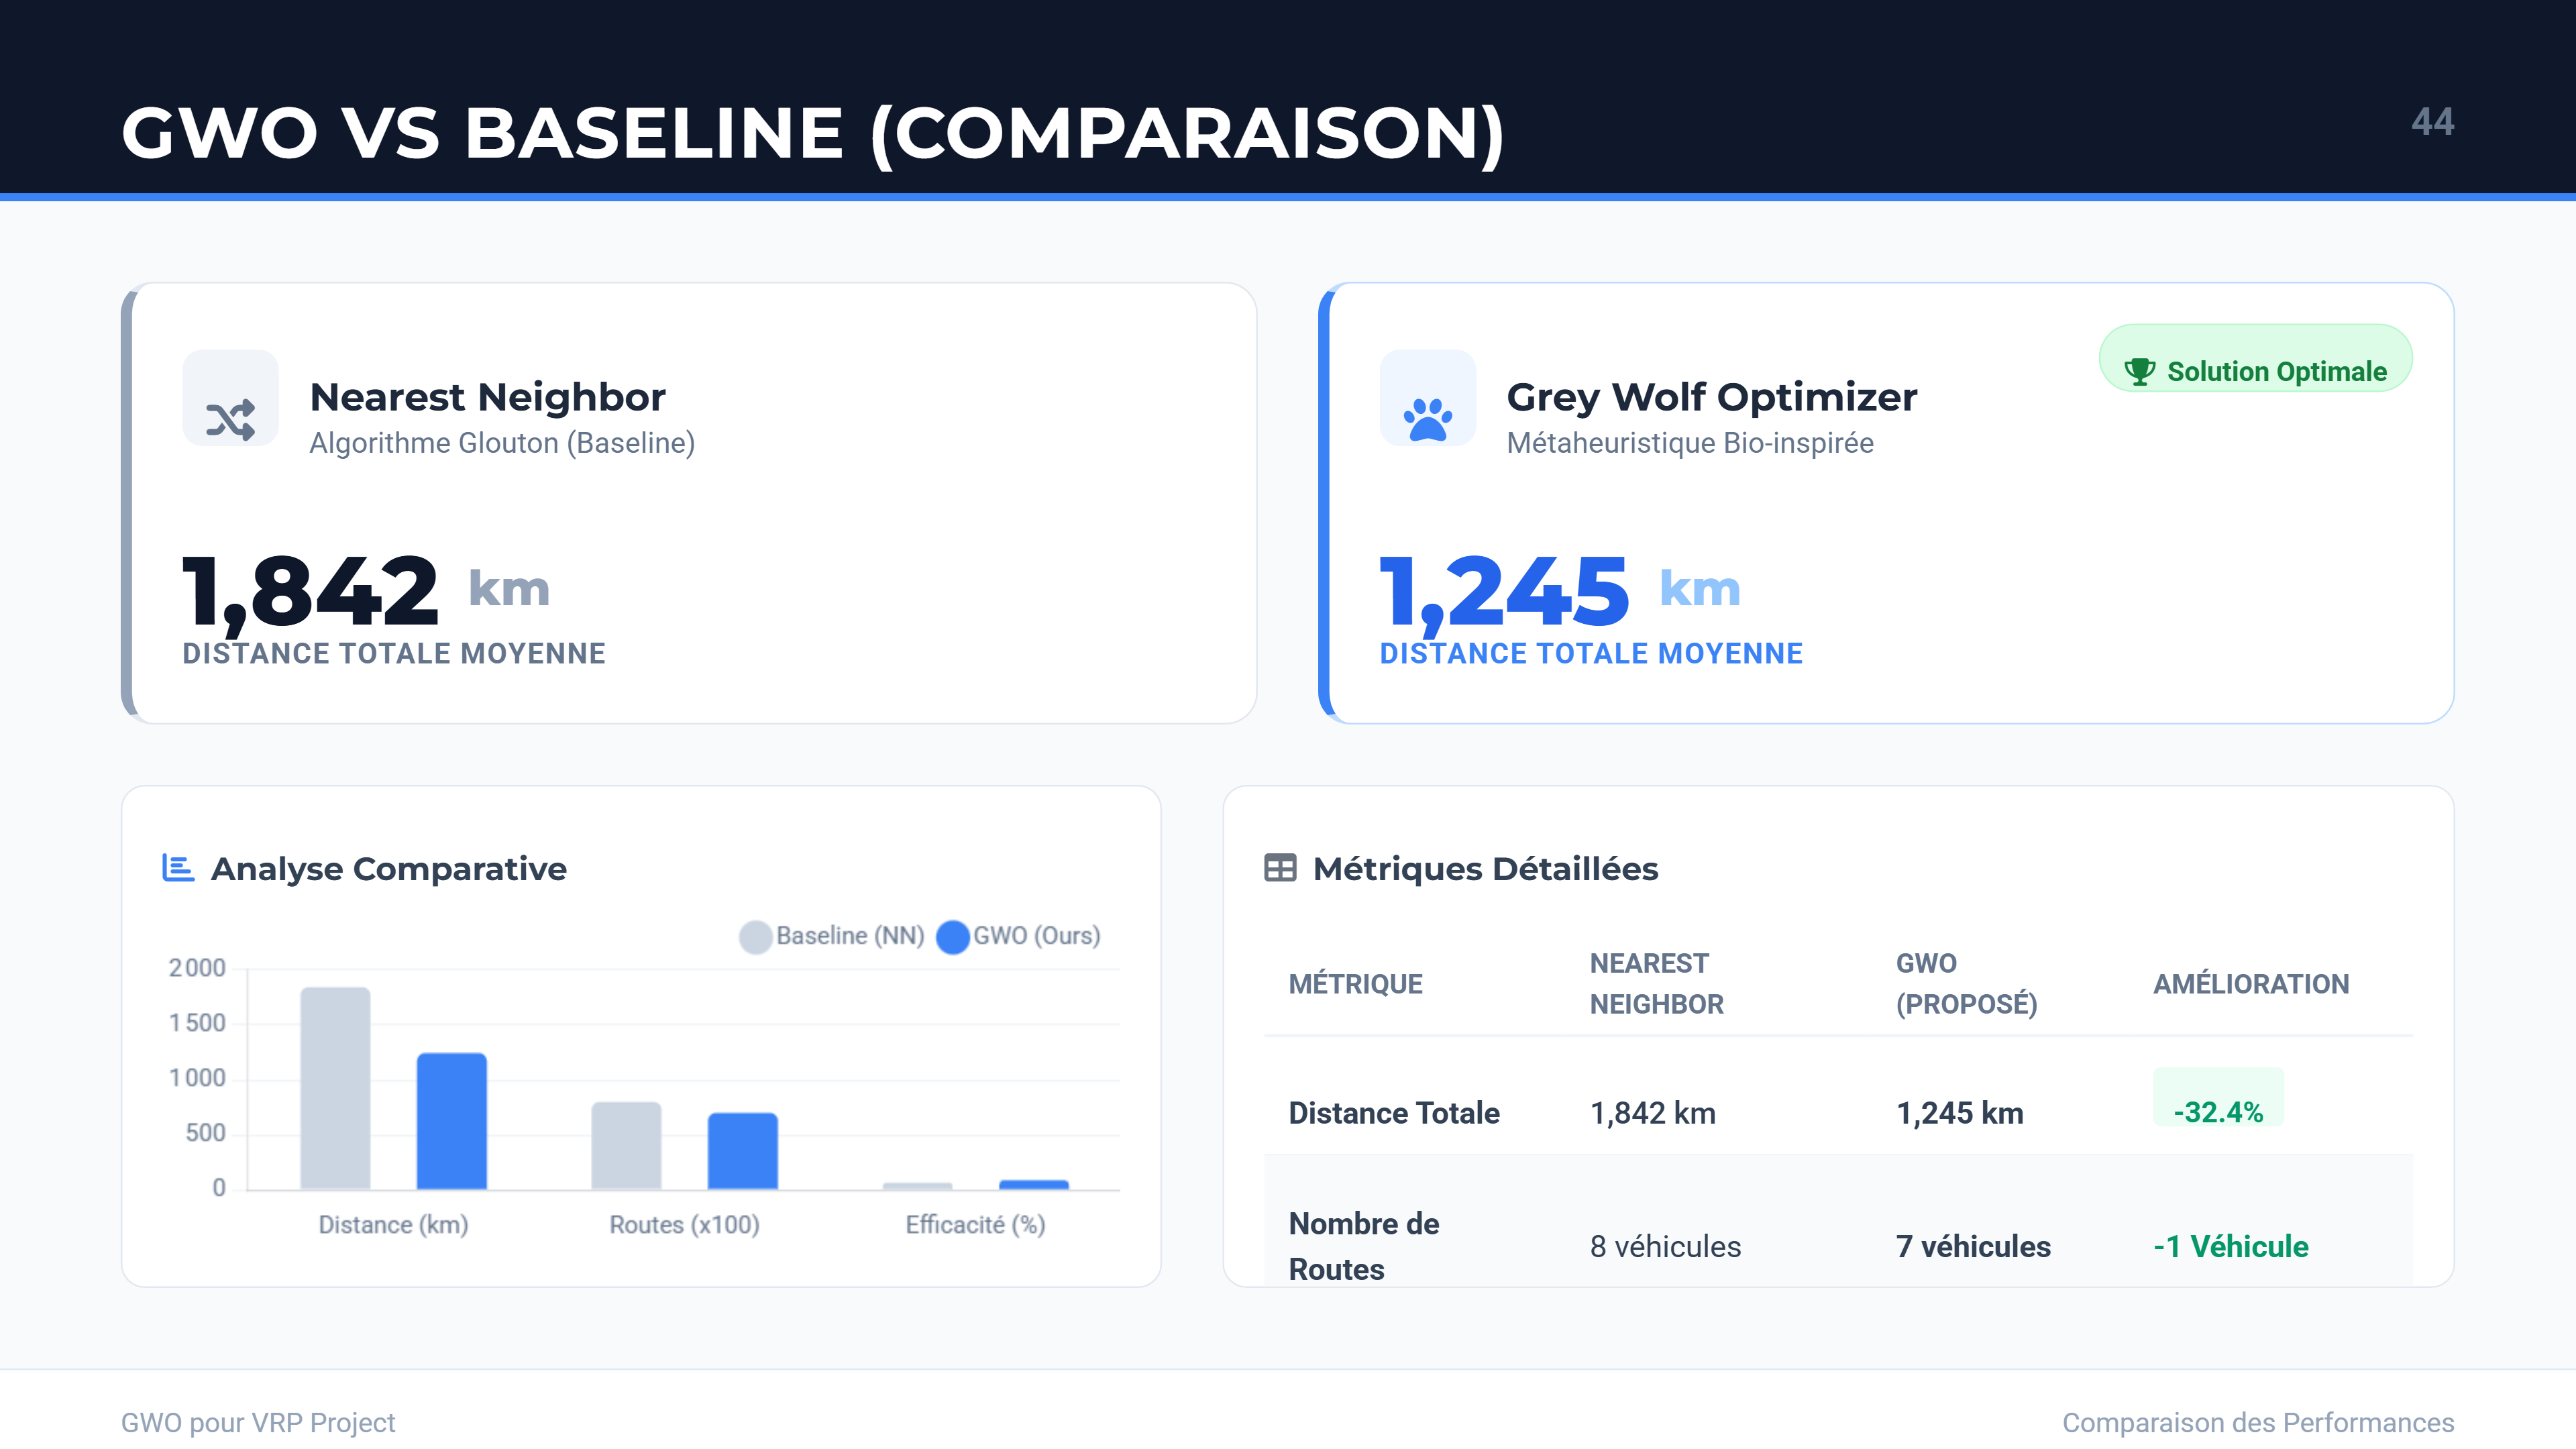 GWO VS BASELINE (COMPARAISON)
44
Nearest Neighbor
Algorithme Glouton (Baseline)
1,842 km
DISTANCE TOTALE MOYENNE
Solution Optimale
Grey Wolf Optimizer
Métaheuristique Bio-inspirée
1,245 km
DISTANCE TOTALE MOYENNE
Analyse Comparative
Baseline (NN) GWO (Ours)
2 000
1 500
1 000
500
0
Distance (km) Routes (x100) Efficacité (%)
Métriques Détaillées
MÉTRIQUE NEAREST NEIGHBOR GWO (PROPOSÉ) AMÉLIORATION
Distance Totale 1,842 km 1,245 km -32.4%
Nombre de Routes 8 véhicules 7 véhicules -1 Véhicule
GWO pour VRP Project
Comparaison des Performances